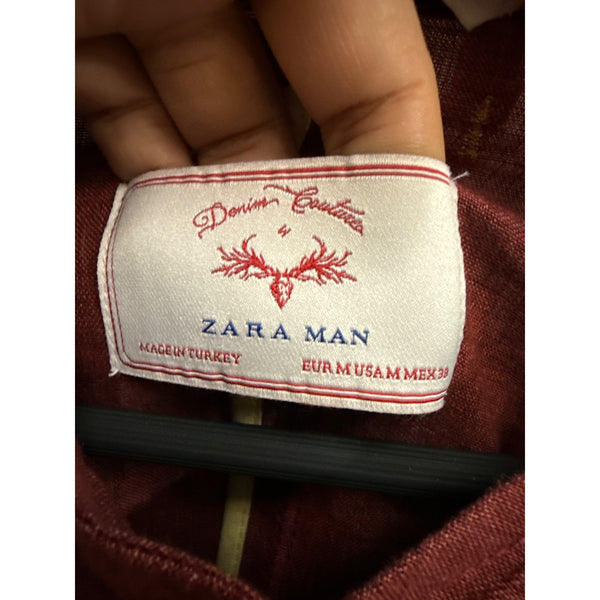 Denim Couture
ZARA MAN
MADE IN TURKEY
EUR M USA M MEX 38